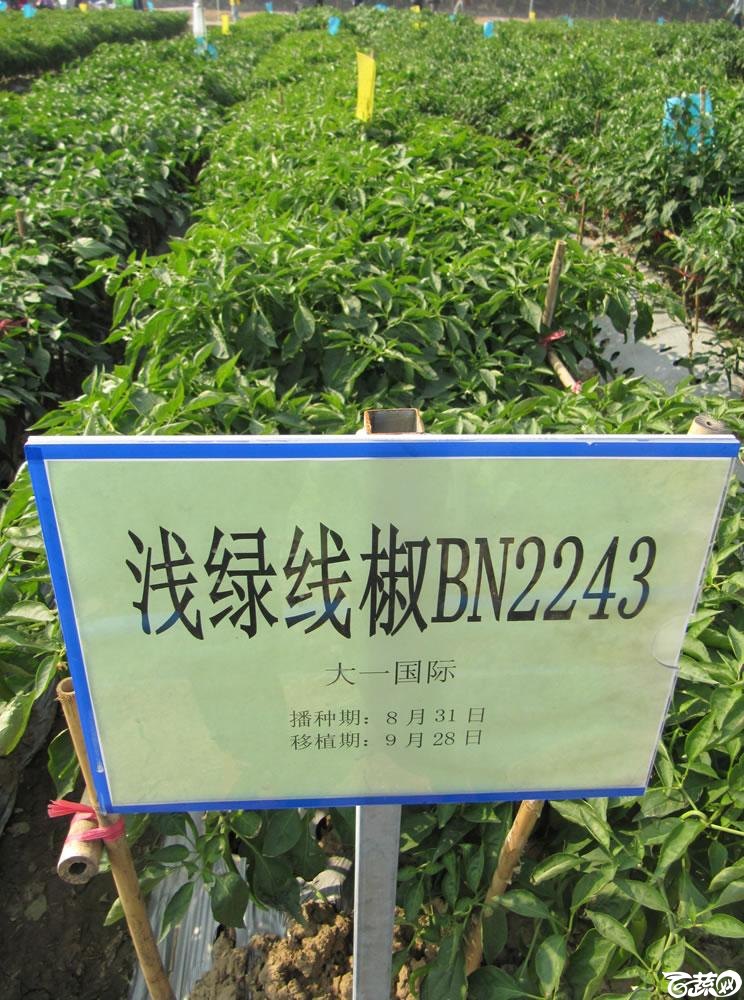 浅绿线椒BN2243
大一国际
播种期：8月31日
移植期：9月28日
百蔬网